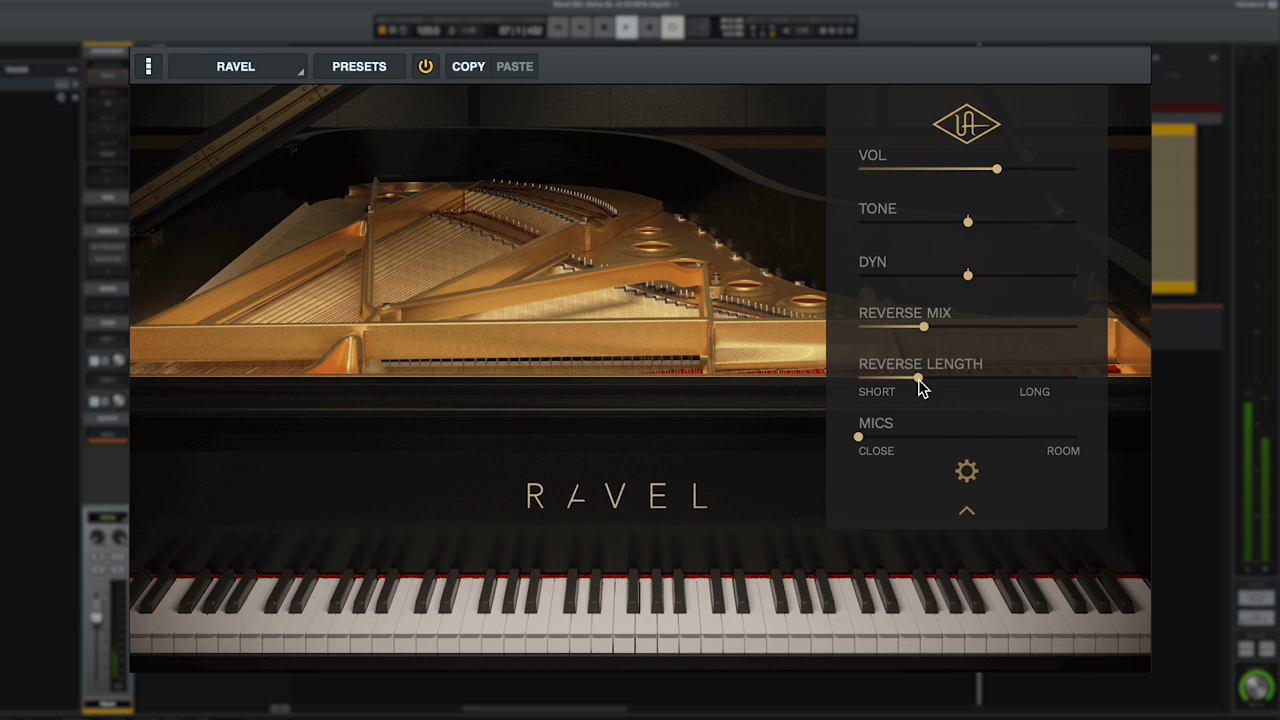 RAVEL
PRESETS
COPY
PASTE
VOL
TONE
DYN
REVERSE MIX
REVERSE LENGTH
SHORT
LONG
MICS
CLOSE
ROOM
RAVEL